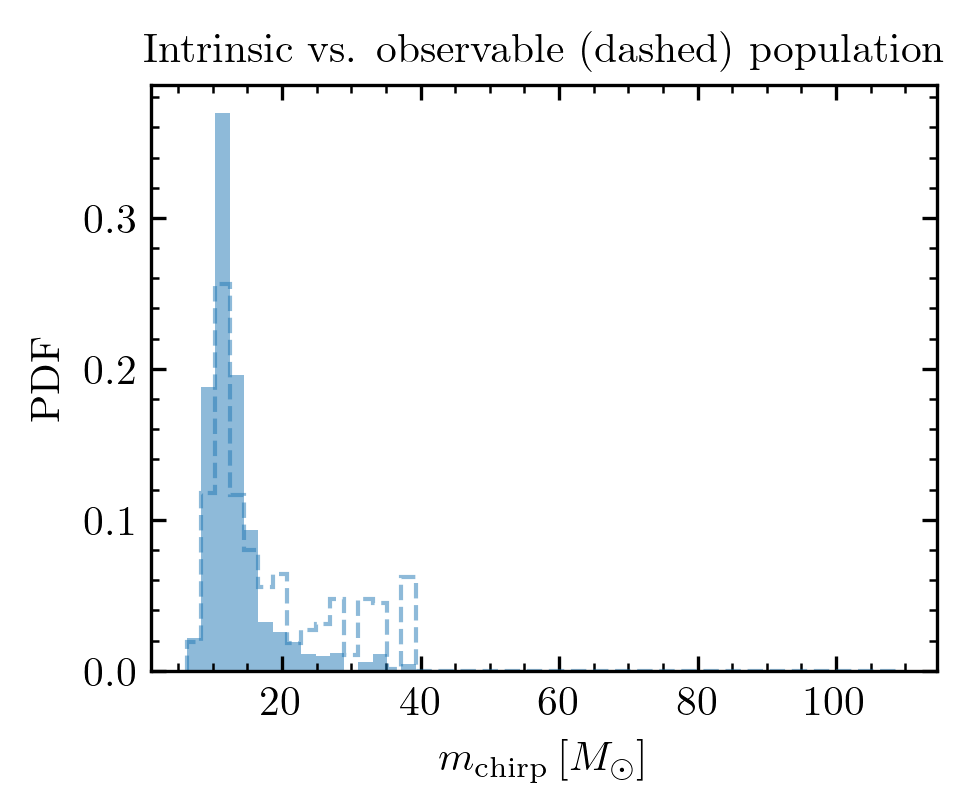 Intrinsic vs. observable (dashed) population
0.3
0.2
0.1
0.0
PDF
20 40 60 80 100
m_chirp [M_⊙]